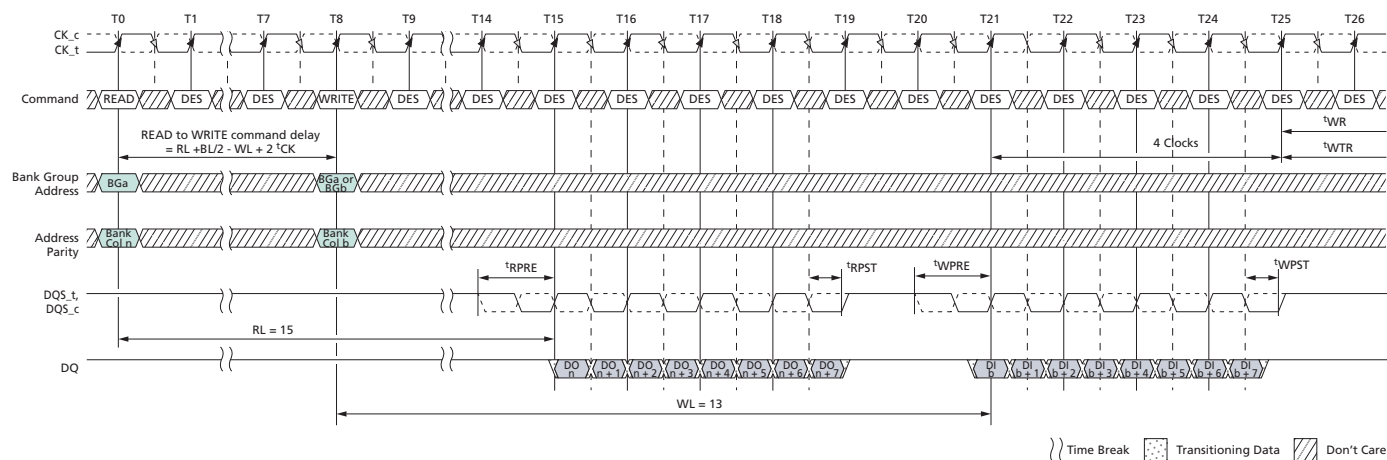 T0 T1 T7 T8 T9 T14 T15 T16 T17 T18 T19 T20 T21 T22 T23 T24 T25 T26
CK_c
CK_t
Command READ DES DES WRITE DES DES DES DES DES DES DES DES DES DES DES DES DES DES
READ to WRITE command delay
= RL +BL/2 - WL + 2 tCK
4 Clocks
tWR
tWTR
Bank Group
Address
BGa
BGa or
BGb
Address
Parity
Bank
Col n
Bank
Col b
tRPRE
tRPST
tWPRE
tWPST
DQS_t,
DQS_c
RL = 15
DQ
DO
n
DO
n + 1
DO
n + 2
DO
n + 3
DO
n + 4
DO
n + 5
DO
n + 6
DO
n + 7
DI
b
DI
b + 1
DI
b + 2
DI
b + 3
DI
b + 4
DI
b + 5
DI
b + 6
DI
b + 7
WL = 13
Time Break Transitioning Data Don't Care